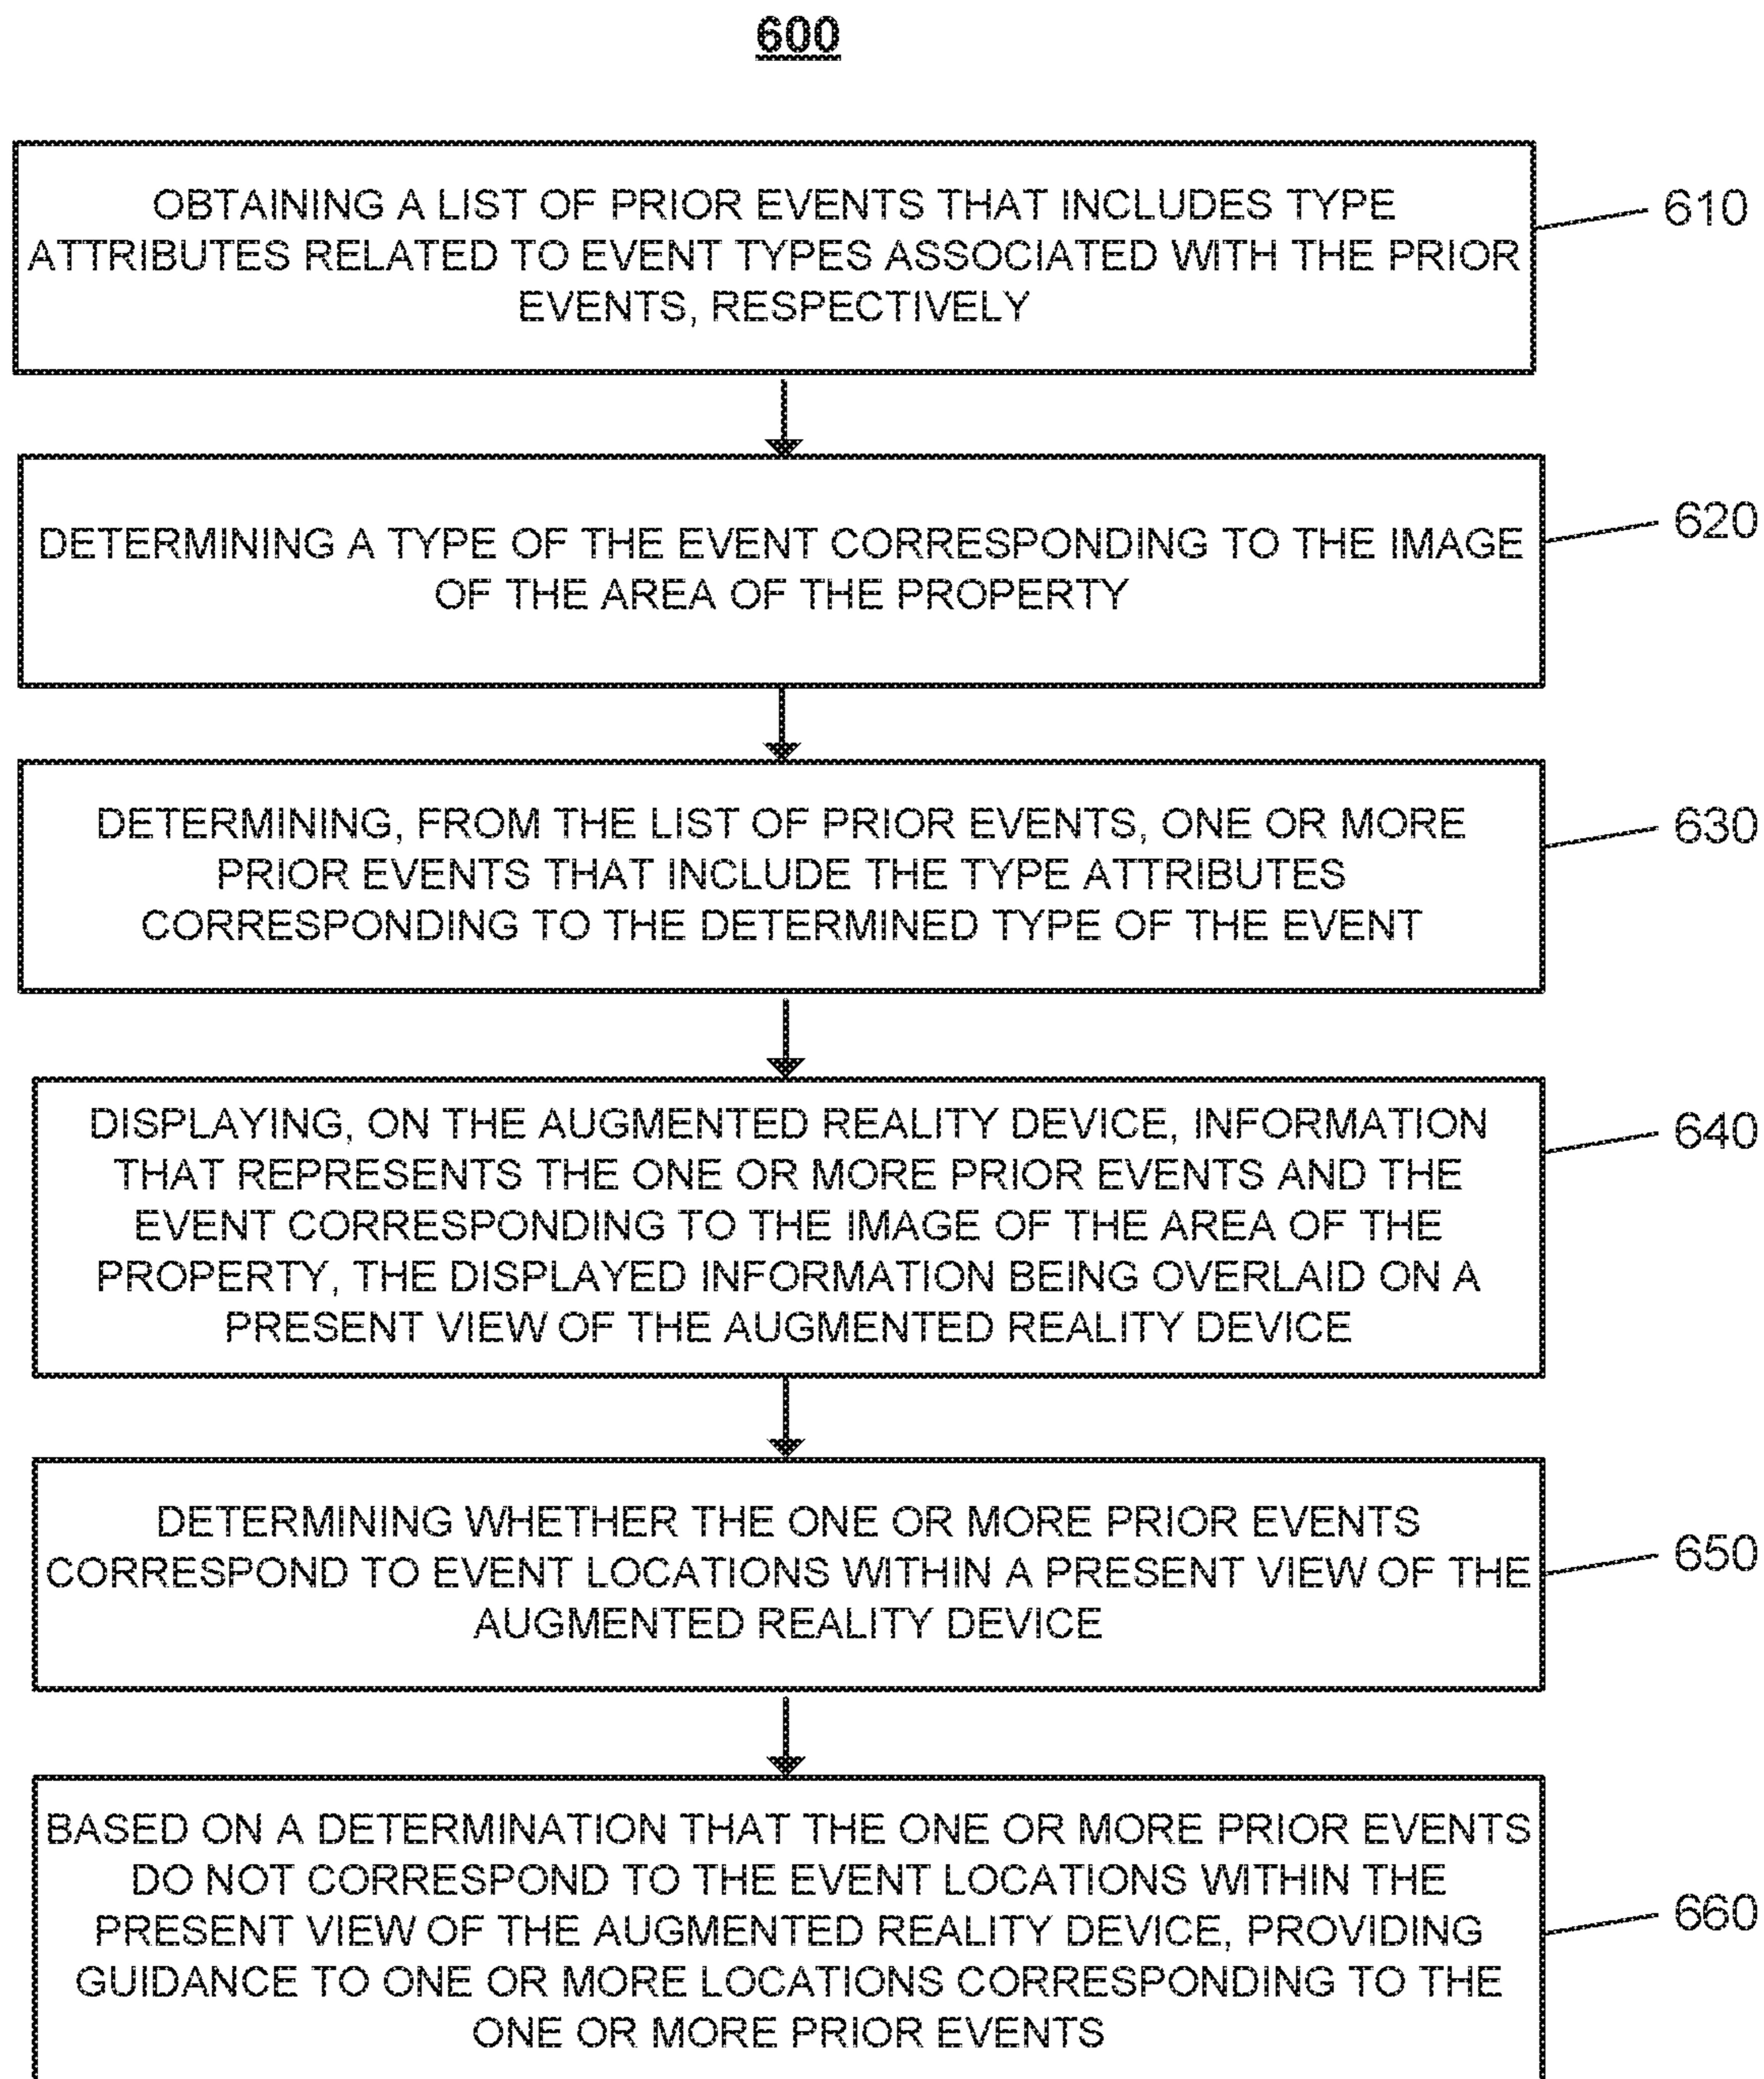 600
OBTAINING A LIST OF PRIOR EVENTS THAT INCLUDES TYPE
ATTRIBUTES RELATED TO EVENT TYPES ASSOCIATED WITH THE PRIOR
EVENTS, RESPECTIVELY
610
DETERMINING A TYPE OF THE EVENT CORRESPONDING TO THE IMAGE
OF THE AREA OF THE PROPERTY
620
DETERMINING, FROM THE LIST OF PRIOR EVENTS, ONE OR MORE
PRIOR EVENTS THAT INCLUDE THE TYPE ATTRIBUTES
CORRESPONDING TO THE DETERMINED TYPE OF THE EVENT
630
DISPLAYING, ON THE AUGMENTED REALITY DEVICE, INFORMATION
THAT REPRESENTS THE ONE OR MORE PRIOR EVENTS AND THE
EVENT CORRESPONDING TO THE IMAGE OF THE AREA OF THE
PROPERTY, THE DISPLAYED INFORMATION BEING OVERLAID ON A
PRESENT VIEW OF THE AUGMENTED REALITY DEVICE
640
DETERMINING WHETHER THE ONE OR MORE PRIOR EVENTS
CORRESPOND TO EVENT LOCATIONS WITHIN A PRESENT VIEW OF THE
AUGMENTED REALITY DEVICE
650
BASED ON A DETERMINATION THAT THE ONE OR MORE PRIOR EVENTS
DO NOT CORRESPOND TO THE EVENT LOCATIONS WITHIN THE
PRESENT VIEW OF THE AUGMENTED REALITY DEVICE, PROVIDING
GUIDANCE TO ONE OR MORE LOCATIONS CORRESPONDING TO THE
ONE OR MORE PRIOR EVENTS
660